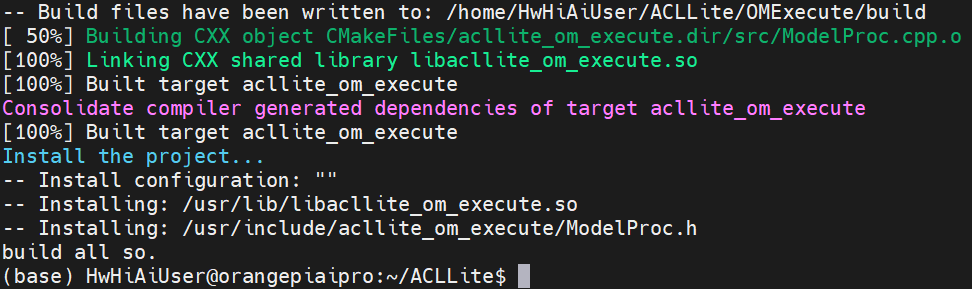 -- Build files have been written to: /home/HwHiAiUser/ACLLite/OMExecute/build
[ 50%] Building CXX object CMakeFiles/acllite_om_execute.dir/src/ModelProc.cpp.o
[100%] Linking CXX shared library libacllite_om_execute.so
[100%] Built target acllite_om_execute
Consolidate compiler generated dependencies of target acllite_om_execute
[100%] Built target acllite_om_execute
Install the project...
-- Install configuration: ""
-- Installing: /usr/lib/libacllite_om_execute.so
-- Installing: /usr/include/acllite_om_execute/ModelProc.h
build all so.
(base) HwHiAiUser@orangepiaipro:~/ACLLite$